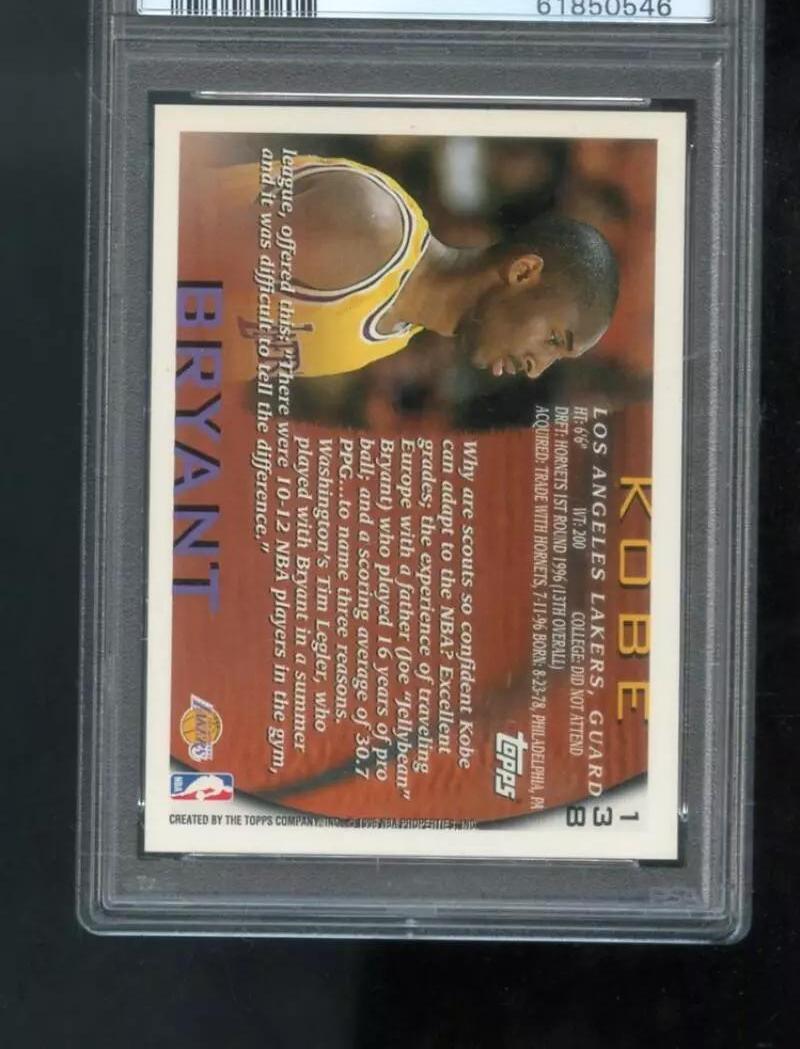 61850546
KOBE
138
LOS ANGELES LAKERS, GUARD
HT: 6'6" WT: 200 COLLEGE: DID NOT ATTEND
DRFT: HORNETS 1ST ROUND 1996 (13TH OVERALL)
ACQUIRED: TRADE WITH HORNETS, 7-11-96 BORN: 8-23-78, PHILADELPHIA, PA
topps
Why are scouts so confident Kobe
can adapt to the NBA? Excellent
grades; the experience of traveling
Europe with a father (Joe "Jellybean"
Bryant) who played 16 years of pro
ball; and a scoring average of 30.7
PPG...to name three reasons.
Washington's Tim Legler, who
played with Bryant in a summer
league, offered this: "There were 10-12 NBA players in the gym,
and it was difficult to tell the difference."
BRYANT
LAKERS
NBA
CREATED BY THE TOPPS COMPANY, INC. © 1996 NBA PROPERTIES, INC.
PSA